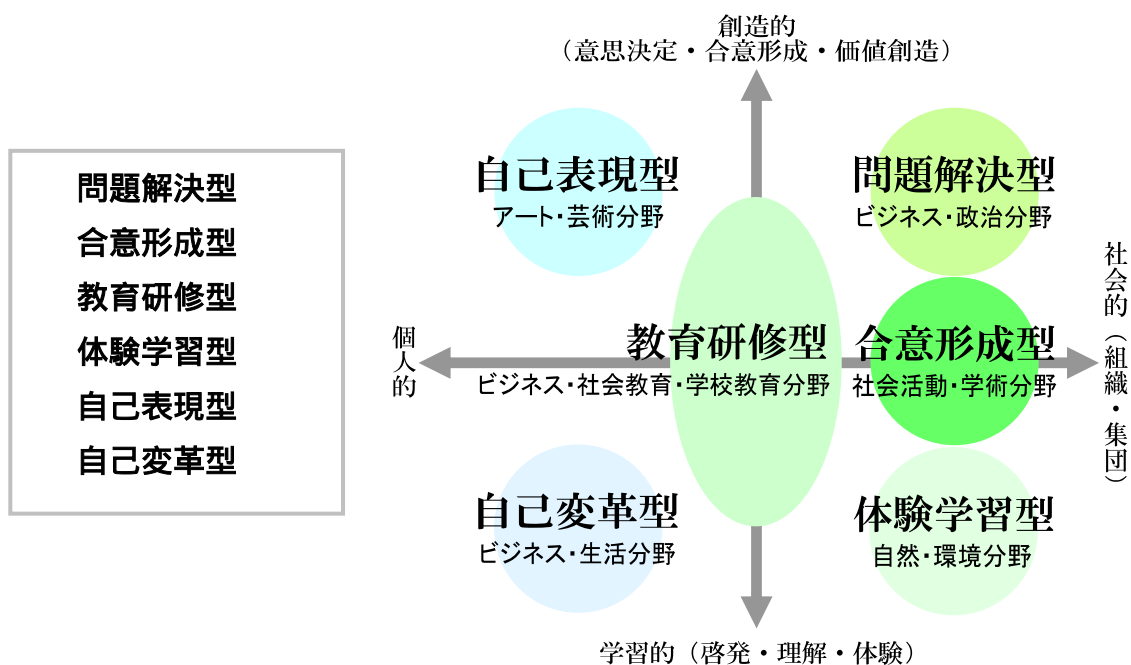 問題解決型
合意形成型
教育研修型
体験学習型
自己表現型
自己変革型
創造的
（意思決定・合意形成・価値創造）
自己表現型
アート・芸術分野
問題解決型
ビジネス・政治分野
個人的
教育研修型
ビジネス・社会教育・学校教育分野
合意形成型
社会活動・学術分野
社会的（組織・集団）
自己変革型
ビジネス・生活分野
体験学習型
自然・環境分野
学習的（啓発・理解・体験）